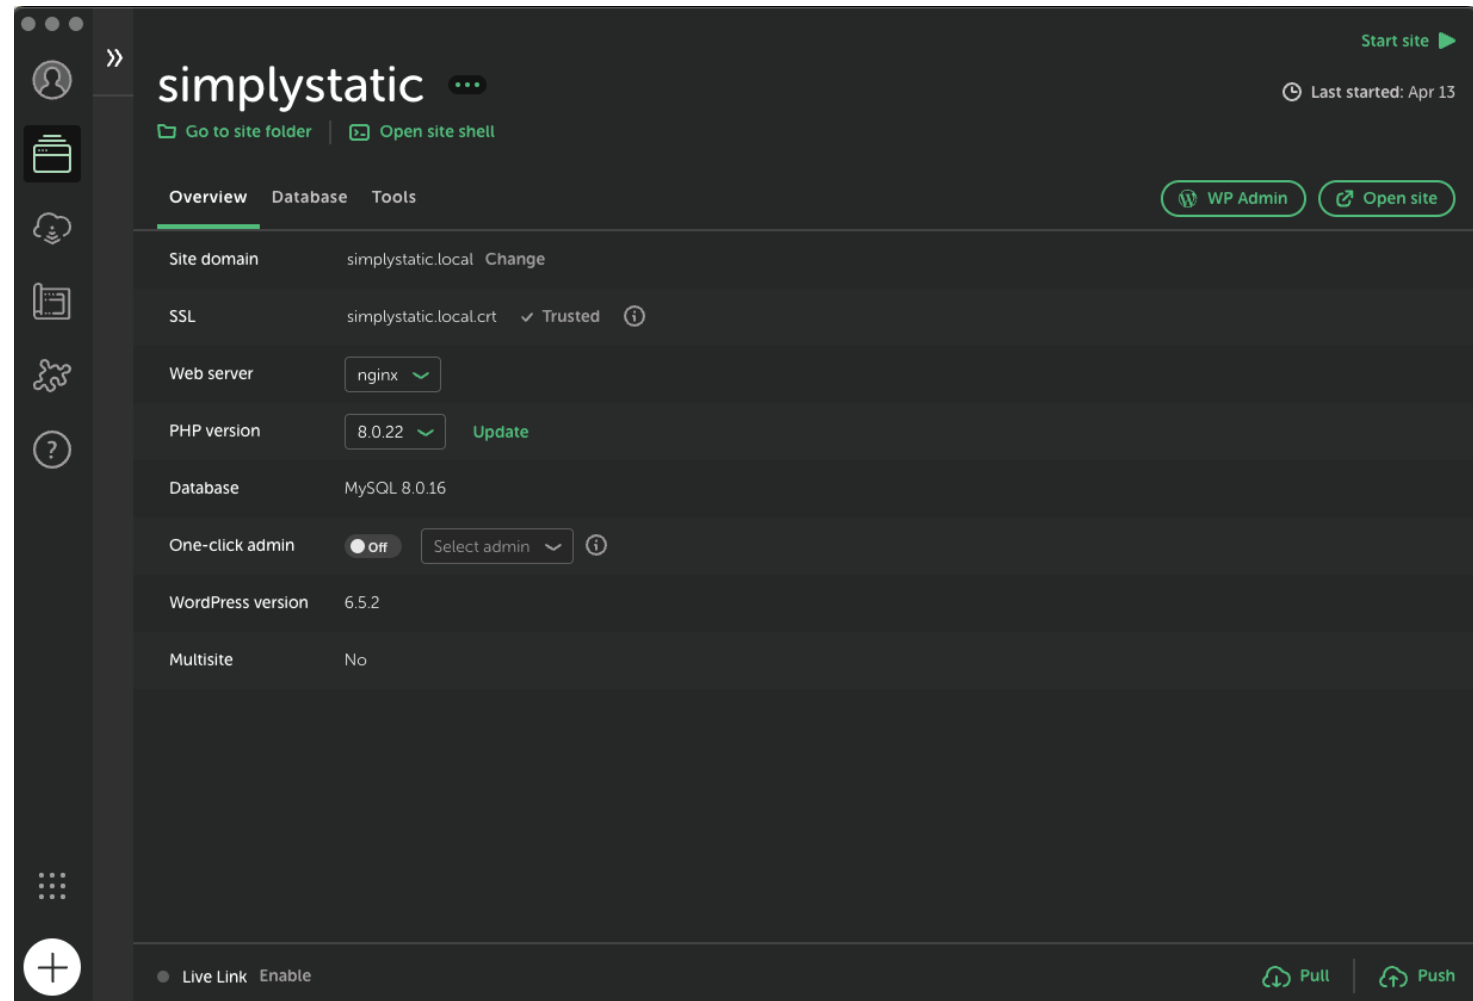 Start site
simplystatic
Last started: Apr 13
Go to site folder
Open site shell
Overview Database Tools
WP Admin
Open site
Site domain simplystatic.local Change
SSL simplystatic.local.crt Trusted
Web server nginx
PHP version 8.0.22 Update
Database MySQL 8.0.16
One-click admin Off Select admin
WordPress version 6.5.2
Multisite No
Live Link Enable
Pull Push